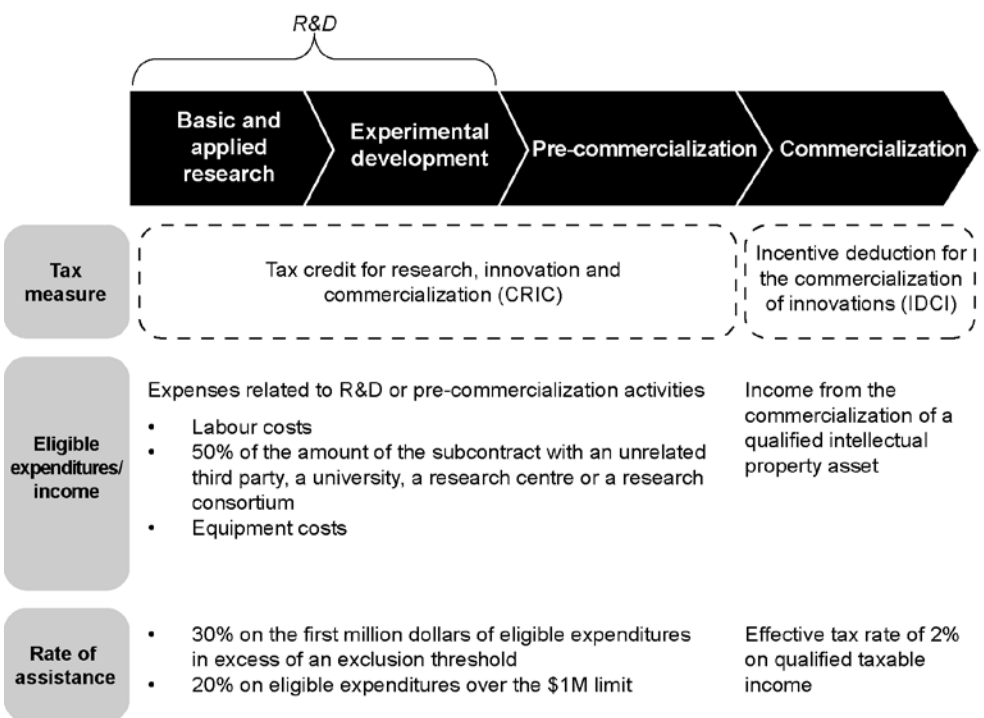 R&D
Basic and
applied
research
Experimental
development
Pre-commercialization
Commercialization
Tax
measure
Tax credit for research, innovation and
commercialization (CRIC)
Incentive deduction for
the commercialization
of innovations (IDCI)
Eligible
expenditures/
income
Expenses related to R&D or pre-commercialization activities
• Labour costs
• 50% of the amount of the subcontract with an unrelated
third party, a university, a research centre or a research
consortium
• Equipment costs
Income from the
commercialization of a
qualified intellectual
property asset
Rate of
assistance
• 30% on the first million dollars of eligible expenditures
in excess of an exclusion threshold
• 20% on eligible expenditures over the $1M limit
Effective tax rate of 2%
on qualified taxable
income